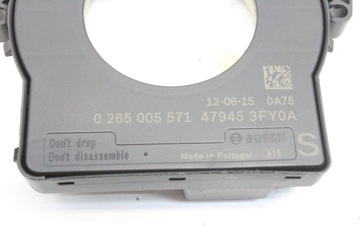 12-06-15 0A75
0 265 005 571 47945 3FY0A
Don't drop
Don't disassemble
BOSCH
S
Made in Portugal